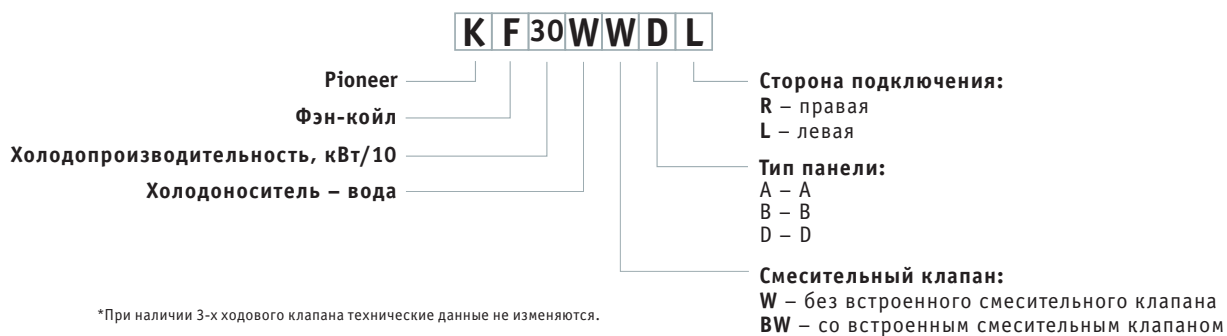 K F 30 W W D L
Pioneer
Фэн-койл
Холодопроизводительность, кВт/10
Холодоноситель – вода
Сторона подключения:
R – правая
L – левая
Тип панели:
A – A
B – B
D – D
Смесительный клапан:
W – без встроенного смесительного клапана
BW – со встроенным смесительным клапаном
*При наличии 3-х ходового клапана технические данные не изменяются.